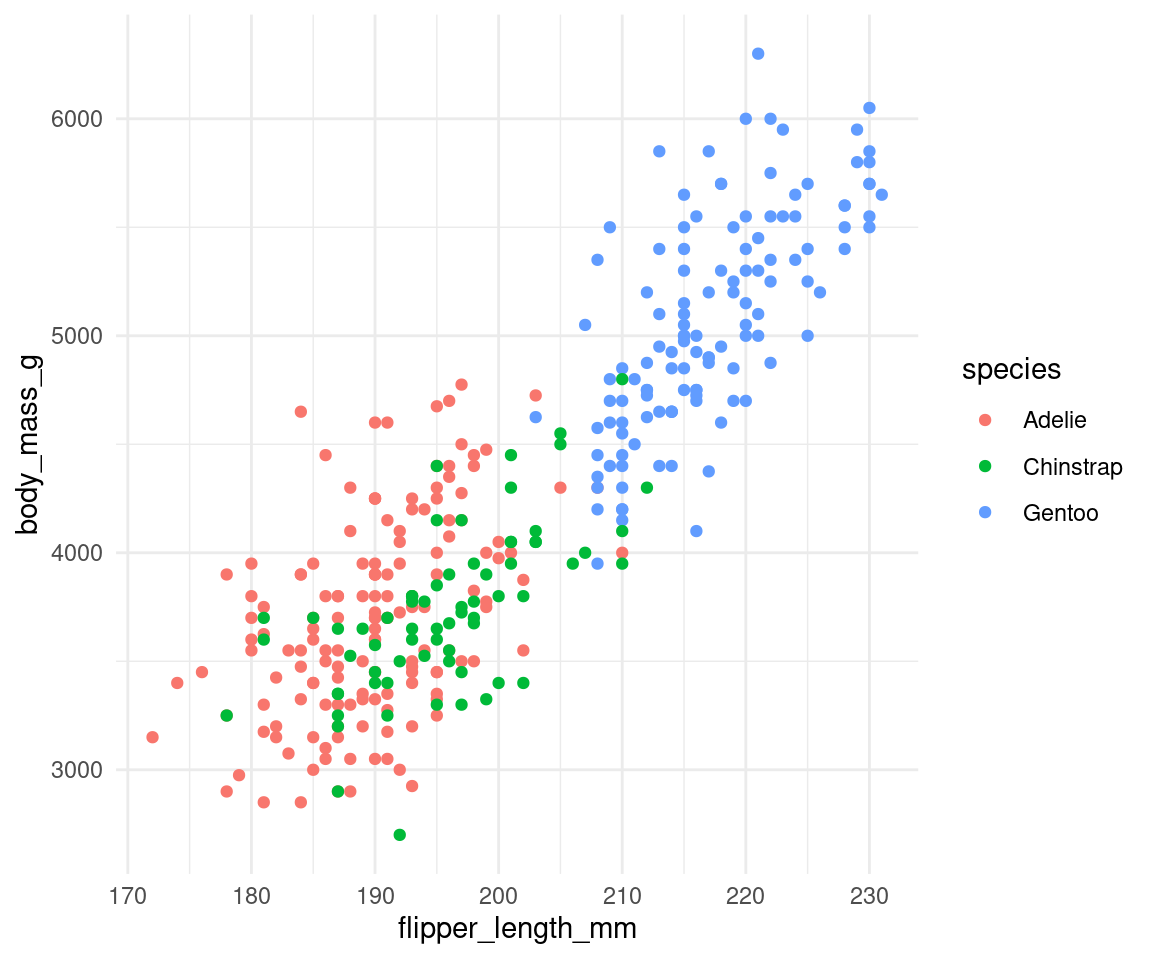 6000
5000
4000
3000
body_mass_g
170 180 190 200 210 220 230
flipper_length_mm
species
Adelie
Chinstrap
Gentoo